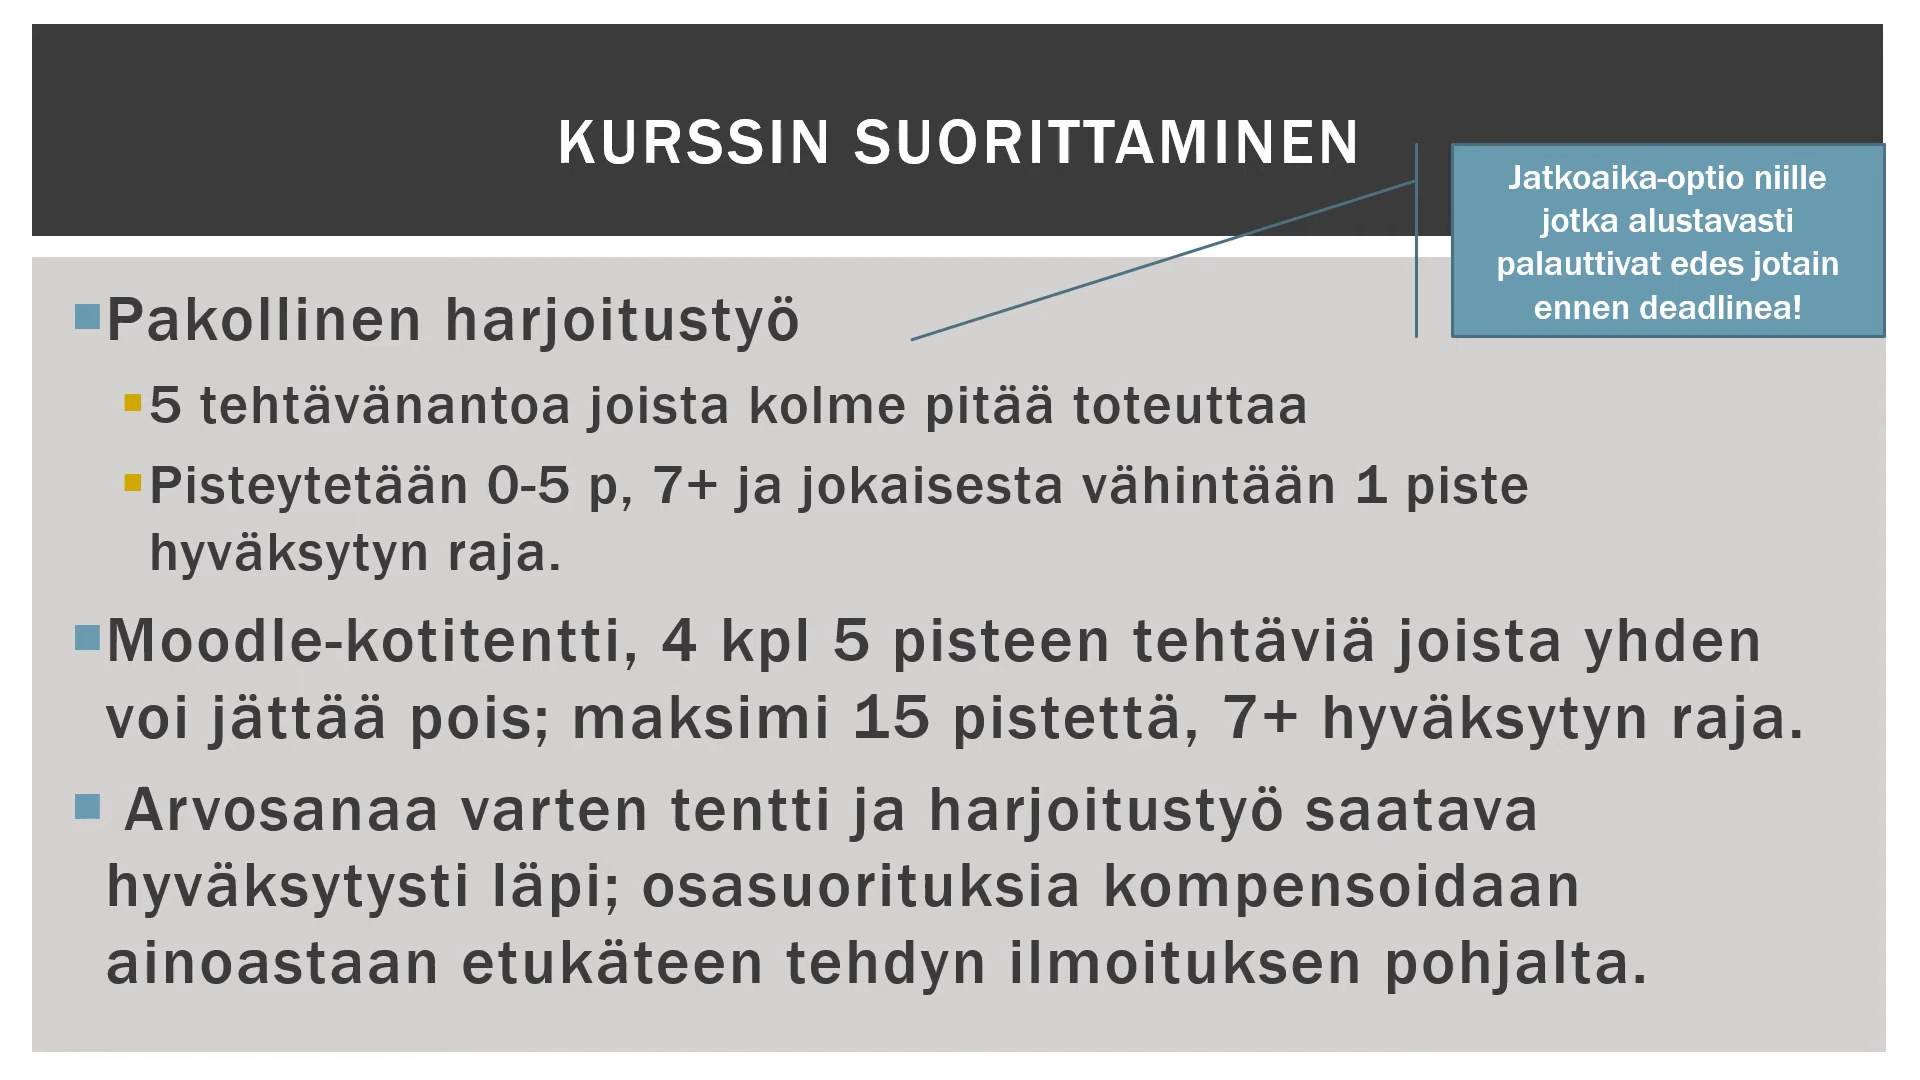 KURSSIN SUORITTAMINEN
Jatkoaika-optio niille
jotka alustavasti
palauttivat edes jotain
ennen deadlinea!
Pakollinen harjoitustyö
5 tehtävänantoa joista kolme pitää toteuttaa
Pisteytetään 0-5 p, 7+ ja jokaisesta vähintään 1 piste
hyväksytyn raja.
Moodle-kotitentti, 4 kpl 5 pisteen tehtäviä joista yhden
voi jättää pois; maksimi 15 pistettä, 7+ hyväksytyn raja.
Arvosanaa varten tentti ja harjoitustyö saatava
hyväksytysti läpi; osasuorituksia kompensoidaan
ainoastaan etukäteen tehdyn ilmoituksen pohjalta.